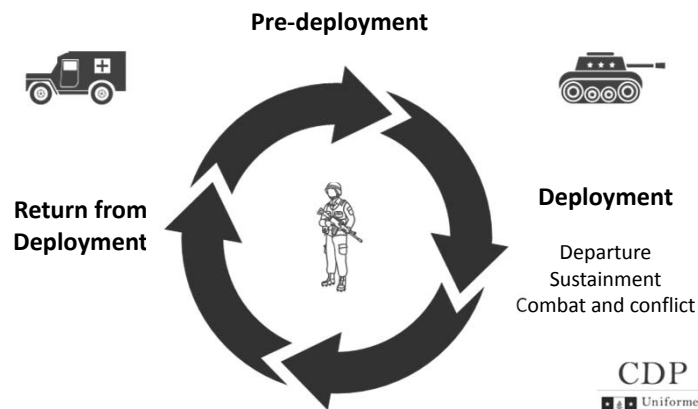 Pre-deployment
Return from
Deployment
Deployment
Departure
Sustainment
Combat and conflict
CDP
Uniforme